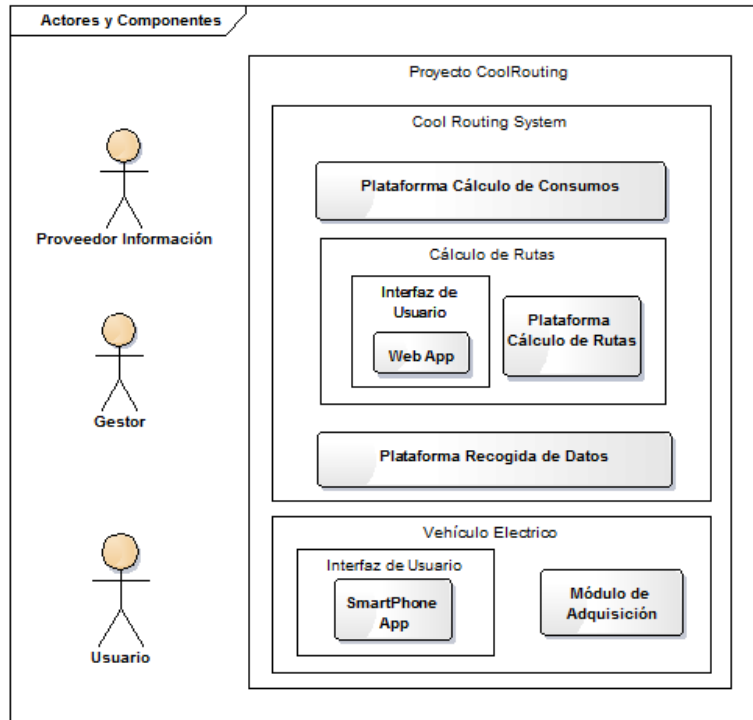 Actores y Componentes
Proyecto CoolRouting
Cool Routing System
Plataforrma Cálculo de Consumos
Proveedor Información
Cálculo de Rutas
Interfaz de
Usuario
Web App
Plataforma
Cálculo de Rutas
Gestor
Plataforma Recogida de Datos
Vehículo Electrico
Interfaz de Usuario
SmartPhone
App
Módulo de
Adquisición
Usuario